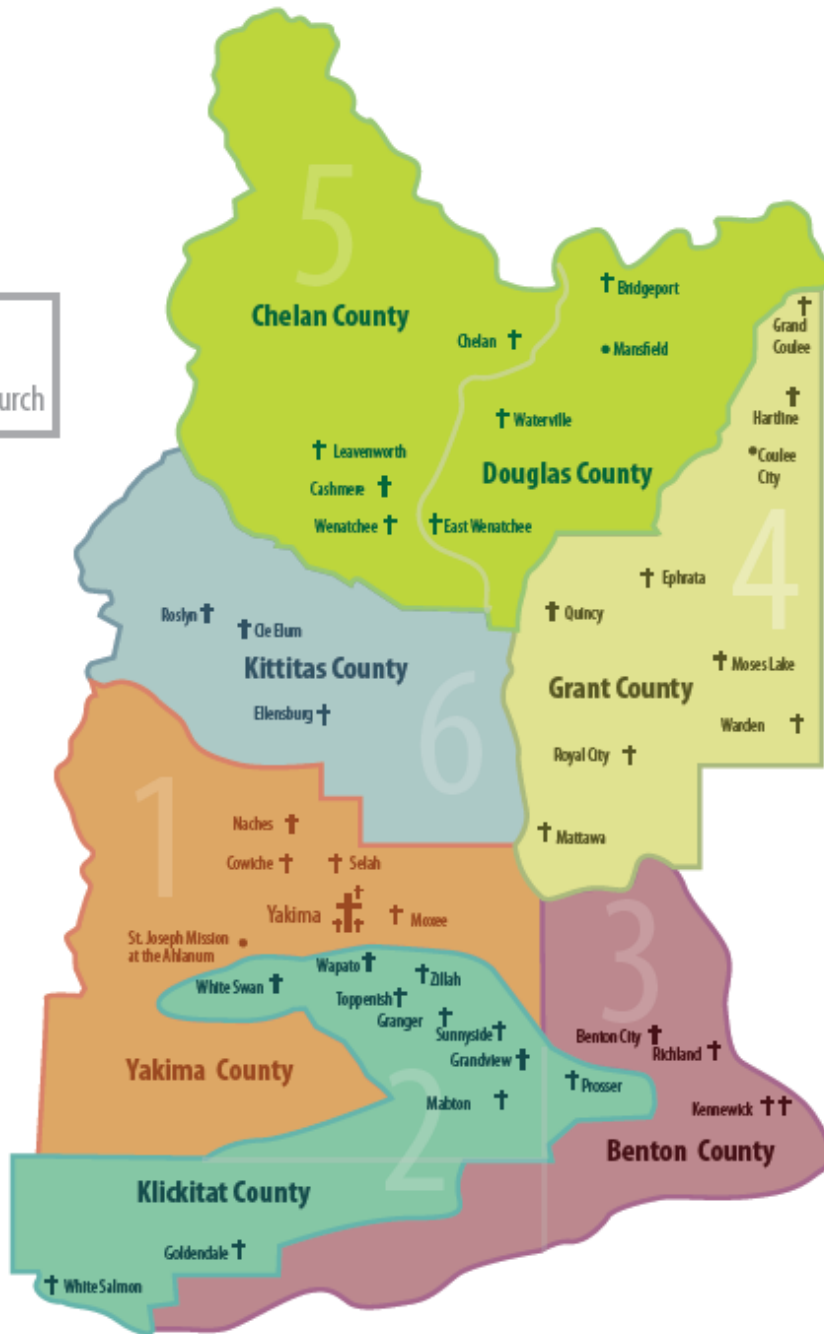 5
Chelan County
Bridgeport
Chelan
Mansfield
Grand
Coulee
Hartline
Waterville
Coulee
City
Leavenworth
Douglas County
Cashmere
Wenatchee
East Wenatchee
4
Ephrata
Quincy
Roslyn
Cle Elum
Kittitas County
Moses Lake
Grant County
Ellensburg
6
Warden
Royal City
1
Naches
Mattawa
Cowiche
Selah
Yakima
Moxee
St. Joseph Mission
at the Ahlanum
3
Wapato
White Swan
Zillah
Toppenish
Granger
Sunnyside
Benton City
Richland
Grandview
Yakima County
2
Prosser
Mabton
Kennewick
Benton County
Klickitat County
Goldendale
White Salmon